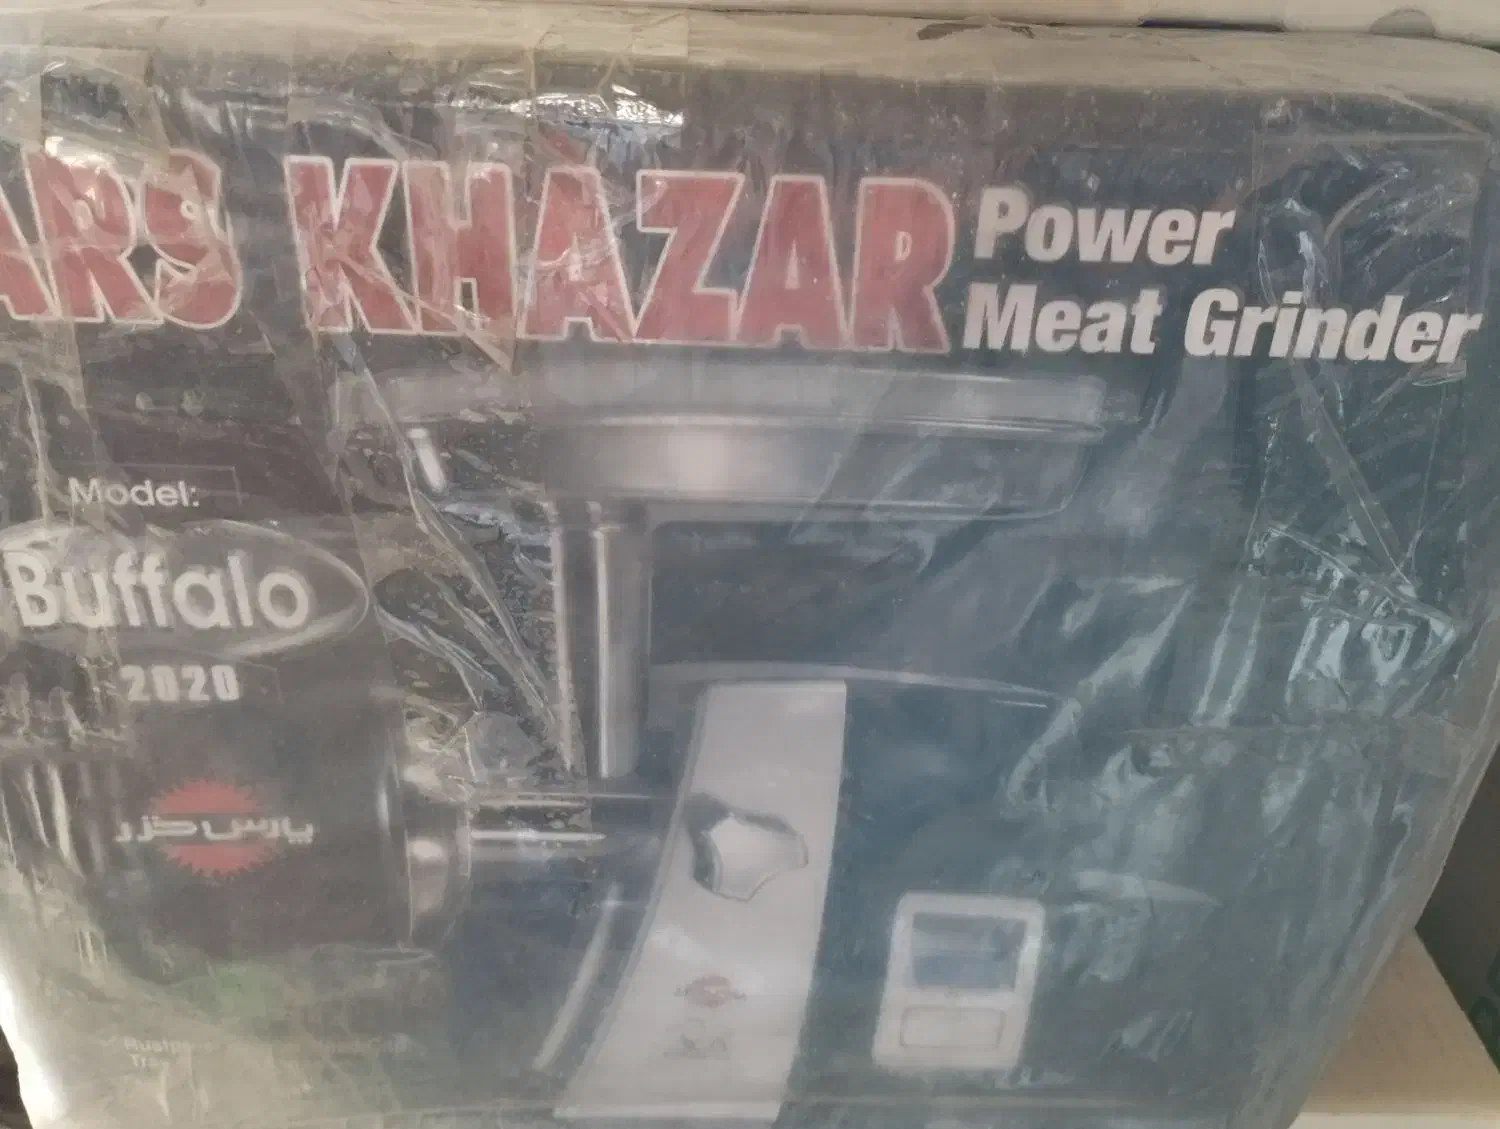 ARS KHAZAR Power
Meat Grinder
Model:
Buffalo
2020
پارس خزر